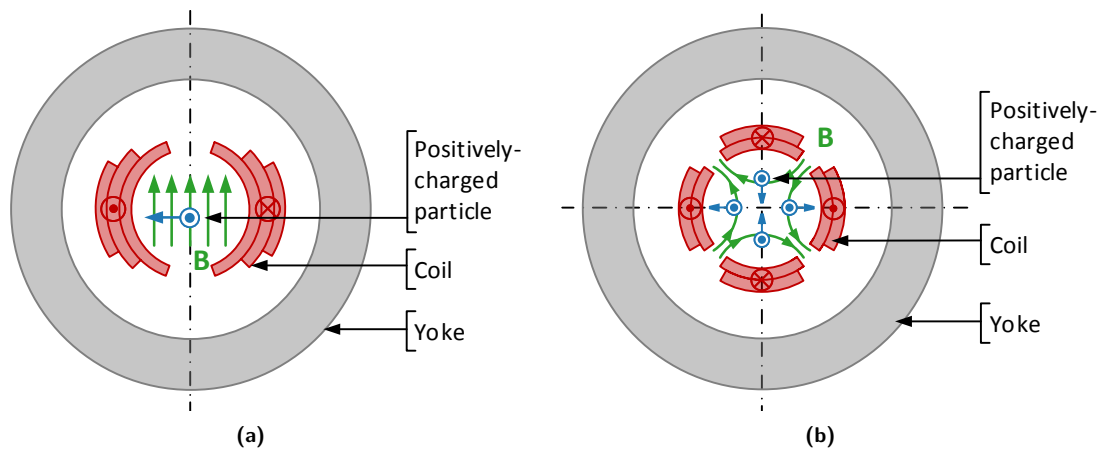 Positively-
charged
particle
B
Coil
Yoke
(a)
B
Positively-
charged
particle
Coil
Yoke
(b)